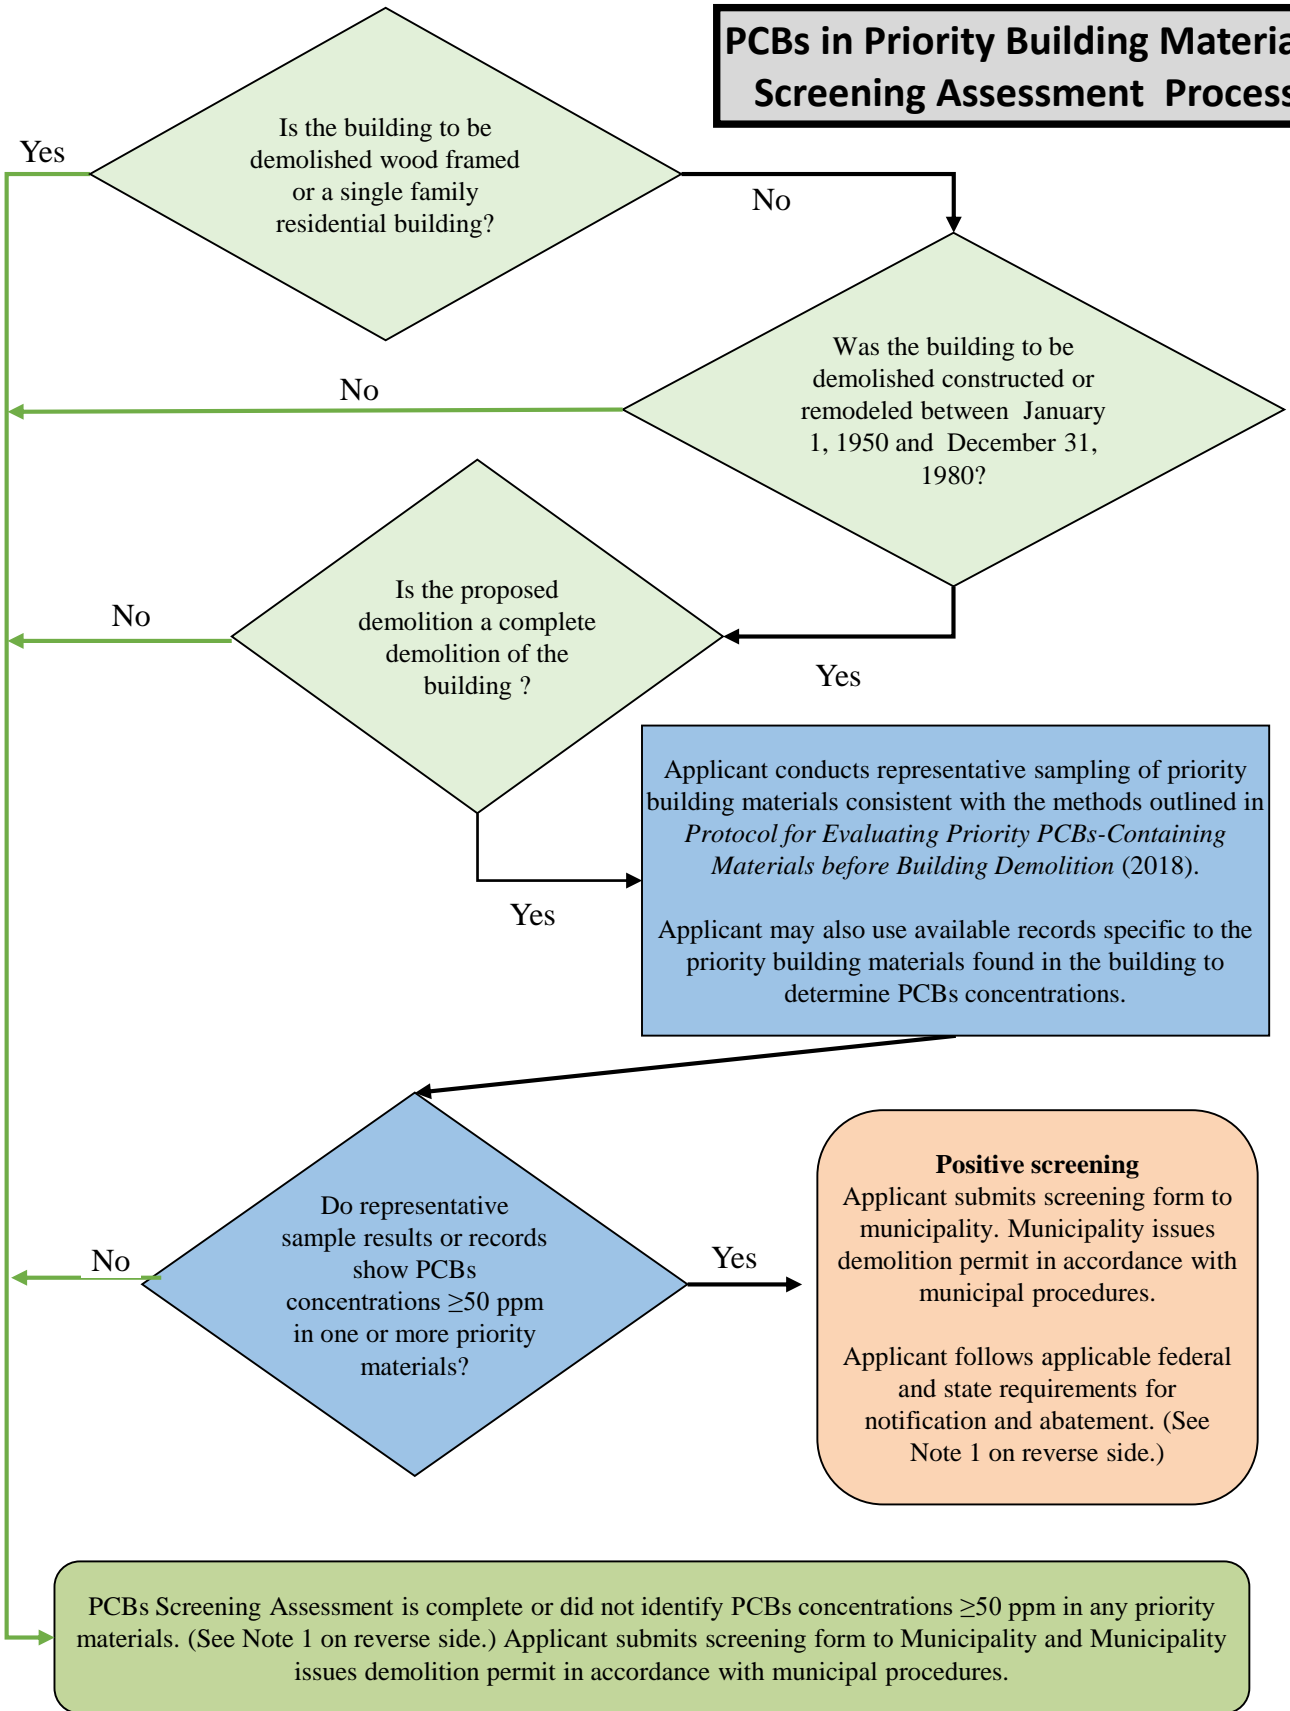 PCBs in Priority Building Materia
Screening Assessment Process
Is the building to be
demolished wood framed
or a single family
residential building?
Yes
No
Was the building to be
demolished constructed or
remodeled between January
1, 1950 and December 31,
1980?
No
Is the proposed
demolition a complete
demolition of the
building ?
No
Yes
Applicant conducts representative sampling of priority
building materials consistent with the methods outlined in
Protocol for Evaluating Priority PCBs-Containing
Materials before Building Demolition (2018).
Applicant may also use available records specific to the
priority building materials found in the building to
determine PCBs concentrations.
Yes
Do representative
sample results or records
show PCBs
concentrations ≥50 ppm
in one or more priority
materials?
No
Yes
Positive screening
Applicant submits screening form to
municipality. Municipality issues
demolition permit in accordance with
municipal procedures.
Applicant follows applicable federal
and state requirements for
notification and abatement. (See
Note 1 on reverse side.)
PCBs Screening Assessment is complete or did not identify PCBs concentrations ≥50 ppm in any priority
materials. (See Note 1 on reverse side.) Applicant submits screening form to Municipality and Municipality
issues demolition permit in accordance with municipal procedures.